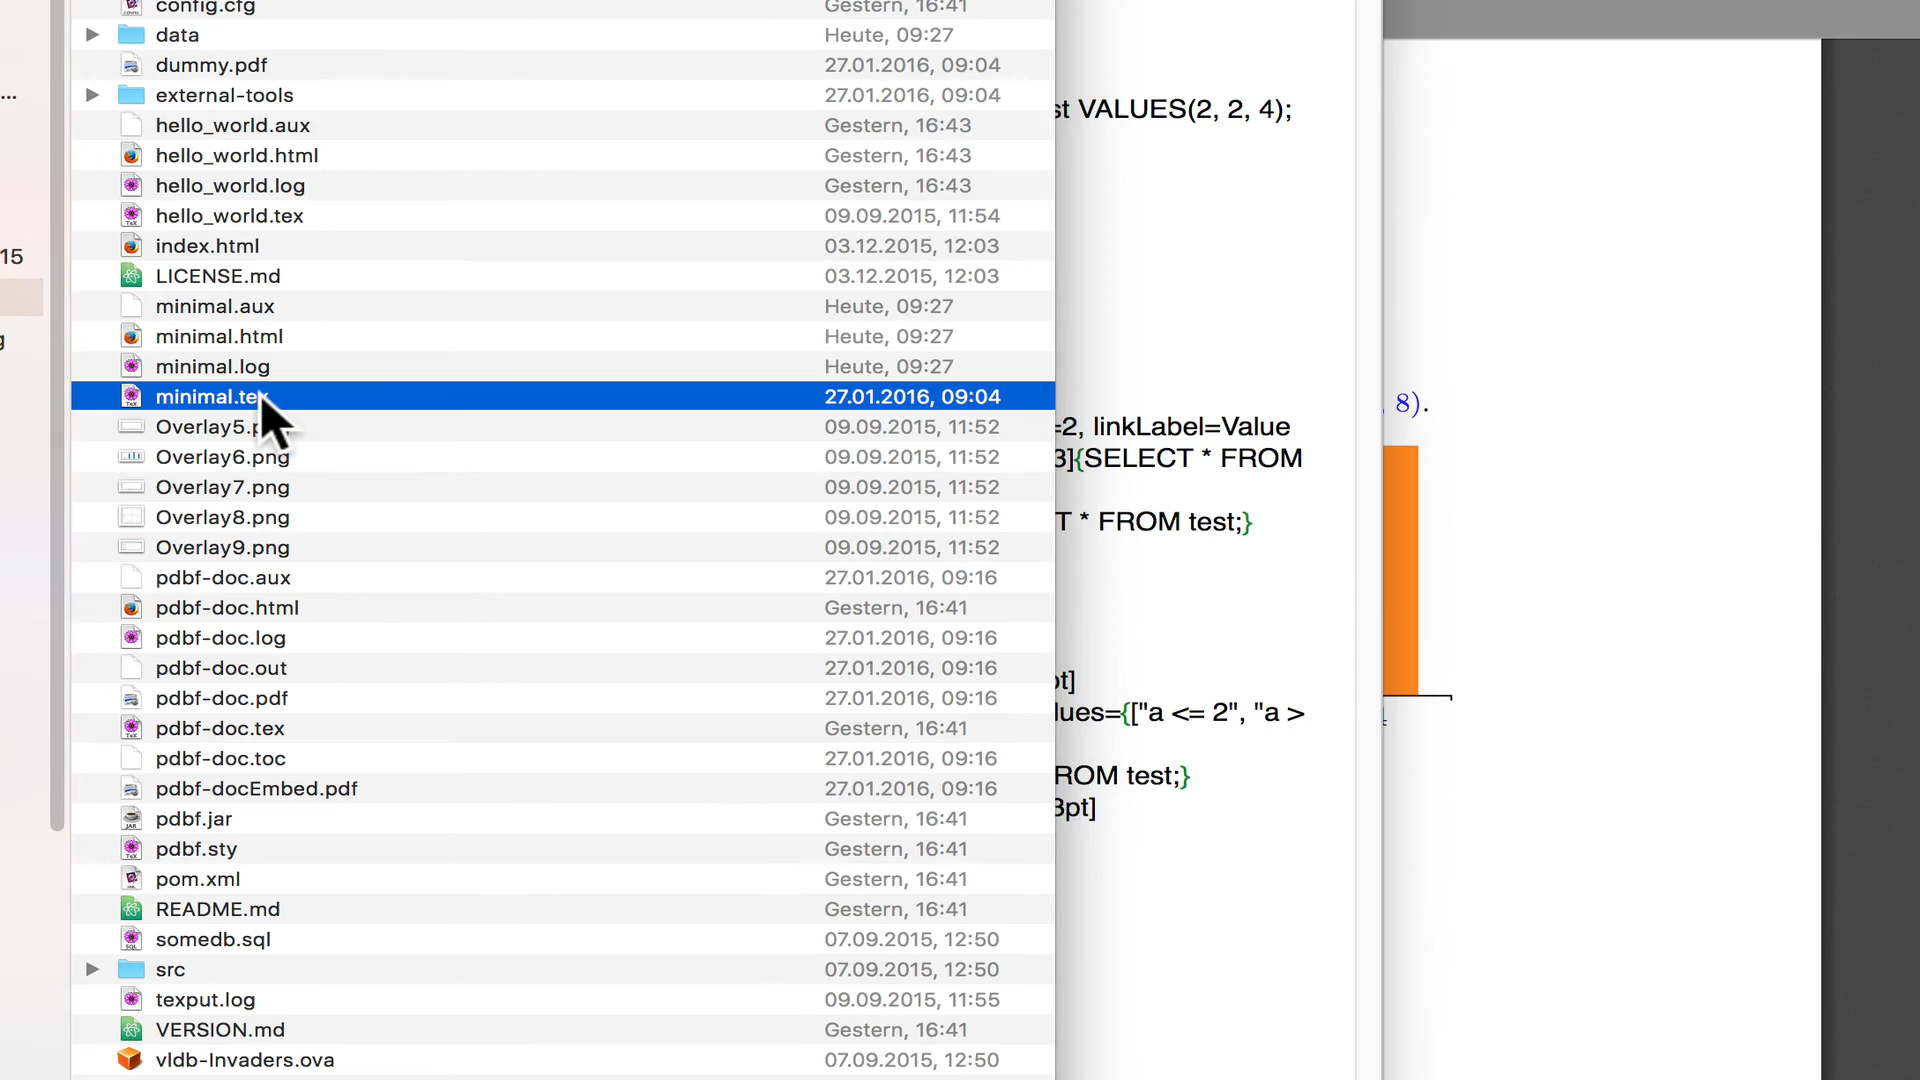 config.cfg Gestern, 16:41
data Heute, 09:27
dummy.pdf 27.01.2016, 09:04
...
external-tools 27.01.2016, 09:04
st VALUES(2, 2, 4);
hello_world.aux Gestern, 16:43
hello_world.html Gestern, 16:43
hello_world.log Gestern, 16:43
hello_world.tex 09.09.2015, 11:54
index.html 03.12.2015, 12:03
15
LICENSE.md 03.12.2015, 12:03
minimal.aux Heute, 09:27
minimal.html Heute, 09:27
g
minimal.log Heute, 09:27
minimal.tex 27.01.2016, 09:04
8).
Overlay5.p 09.09.2015, 11:52
=2, linkLabel=Value
Overlay6.png 09.09.2015, 11:52
3]{SELECT * FROM
Overlay7.png 09.09.2015, 11:52
Overlay8.png 09.09.2015, 11:52
T * FROM test;}
Overlay9.png 09.09.2015, 11:52
pdbf-doc.aux 27.01.2016, 09:16
pdbf-doc.html Gestern, 16:41
pdbf-doc.log 27.01.2016, 09:16
pdbf-doc.out 27.01.2016, 09:16
pt]
pdbf-doc.pdf 27.01.2016, 09:16
lues={["a <= 2", "a >
pdbf-doc.tex Gestern, 16:41
pdbf-doc.toc 27.01.2016, 09:16
ROM test;}
pdbf-docEmbed.pdf 27.01.2016, 09:16
3pt]
pdbf.jar Gestern, 16:41
pdbf.sty Gestern, 16:41
pom.xml Gestern, 16:41
README.md Gestern, 16:41
somedb.sql 07.09.2015, 12:50
src 07.09.2015, 12:50
texput.log 09.09.2015, 11:55
VERSION.md Gestern, 16:41
vldb-Invaders.ova 07.09.2015, 12:50